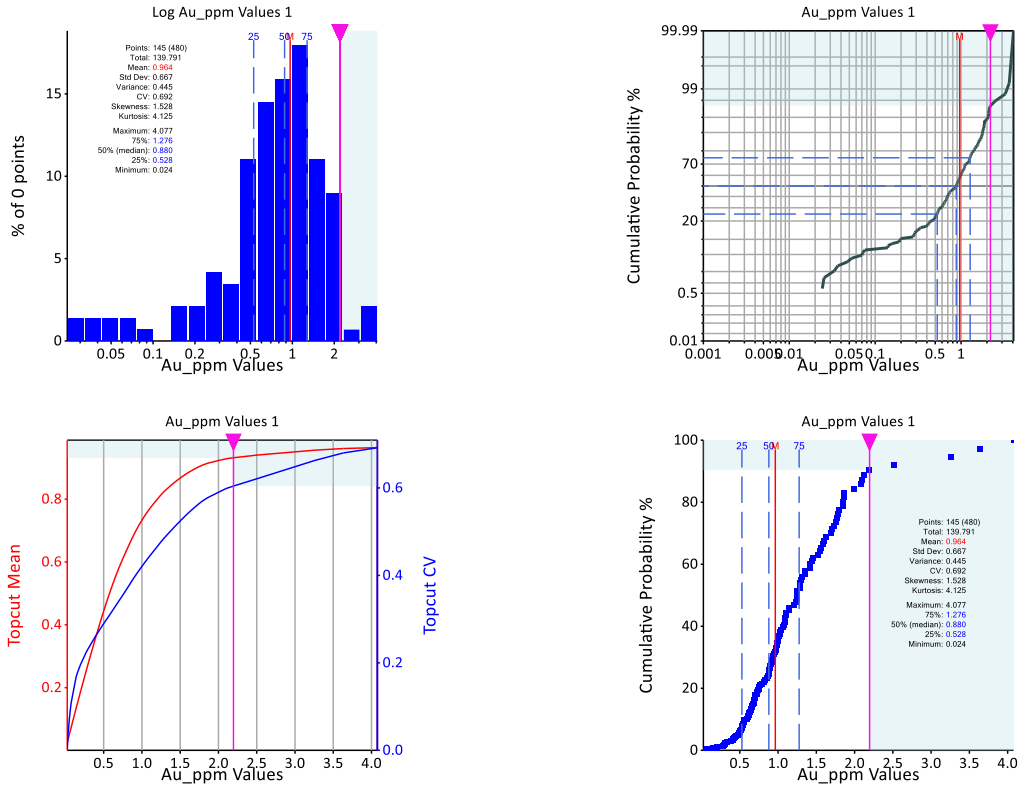 Log Au_ppm Values 1
25 50 M 75
Points: 145 (480)
Total: 139.791
Mean: 0.964
Std Dev: 0.667
Variance: 0.445
CV: 0.692
Skewness: 1.528
Kurtosis: 4.125
Maximum: 4.077
75%: 1.276
50% (median): 0.880
25%: 0.528
Minimum: 0.024
% of 0 points
15
10
5
0
0.05 0.1 0.2 0.5 1 2
Au_ppm Values
Au_ppm Values 1
M
Cumulative Probability %
99.99
99
70
20
0.5
0.01
0.001 0.005 0.01 0.05 0.1 0.5 1
Au_ppm Values
Au_ppm Values 1
Topcut Mean
0.8
0.6
0.4
0.2
Topcut CV
0.6
0.4
0.2
0.0
0.5 1.0 1.5 2.0 2.5 3.0 3.5 4.0
Au_ppm Values
Au_ppm Values 1
25 50 M 75
Cumulative Probability %
100
80
60
40
20
0
Points: 145 (480)
Total: 139.791
Mean: 0.964
Std Dev: 0.667
Variance: 0.445
CV: 0.692
Skewness: 1.528
Kurtosis: 4.125
Maximum: 4.077
75%: 1.276
50% (median): 0.880
25%: 0.528
Minimum: 0.024
0.5 1.0 1.5 2.0 2.5 3.0 3.5 4.0
Au_ppm Values